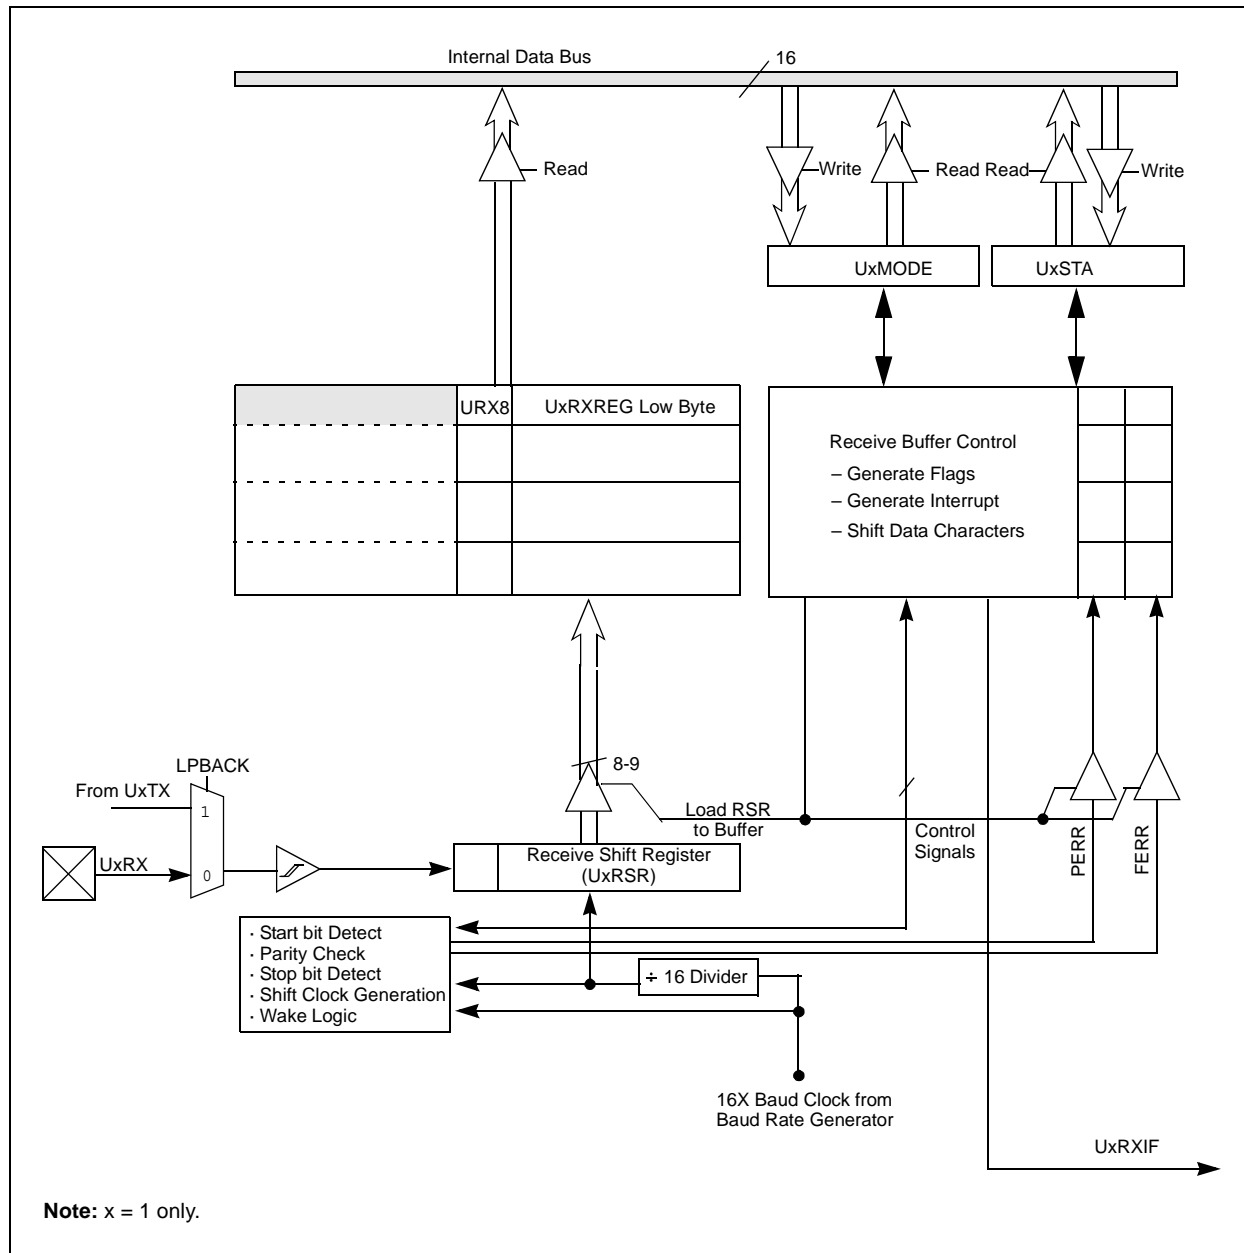 Internal Data Bus
16
Read
Write
Read Read
Write
UxMODE
UxSTA
URX8
UxRXREG Low Byte
Receive Buffer Control
– Generate Flags
– Generate Interrupt
– Shift Data Characters
LPBACK
From UxTX
1
UxRX
0
8-9
Load RSR
to Buffer
Control
Signals
PERR
FERR
Receive Shift Register
(UxRSR)
· Start bit Detect
· Parity Check
· Stop bit Detect
· Shift Clock Generation
· Wake Logic
÷ 16 Divider
16X Baud Clock from
Baud Rate Generator
UxRXIF
Note: x = 1 only.